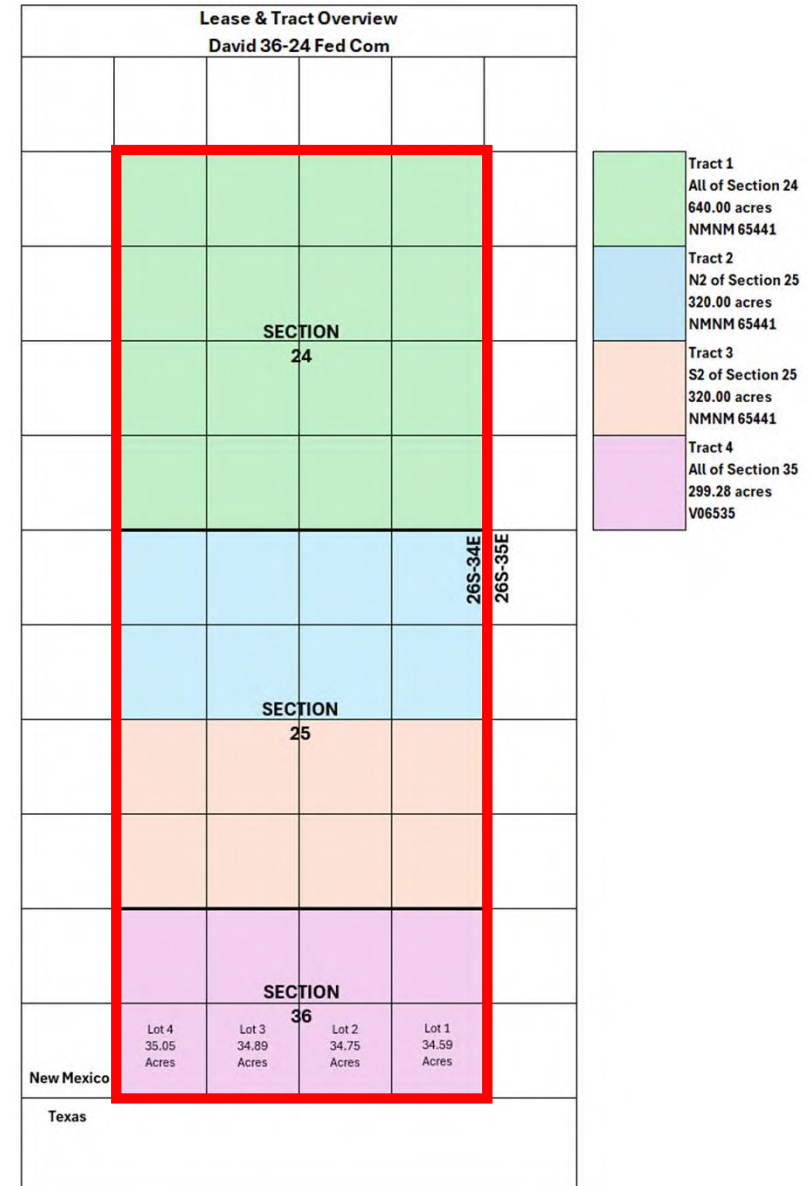 Lease & Tract Overview
David 36-24 Fed Com
Tract 1
All of Section 24
640.00 acres
NMNM 65441
Tract 2
N2 of Section 25
320.00 acres
NMNM 65441
Tract 3
S2 of Section 25
320.00 acres
NMNM 65441
Tract 4
All of Section 35
299.28 acres
V06535
SECTION
24
26S-34E
26S-35E
SECTION
25
SECTION
36
Lot 4
35.05
Acres
Lot 3
34.89
Acres
Lot 2
34.75
Acres
Lot 1
34.59
Acres
New Mexico
Texas